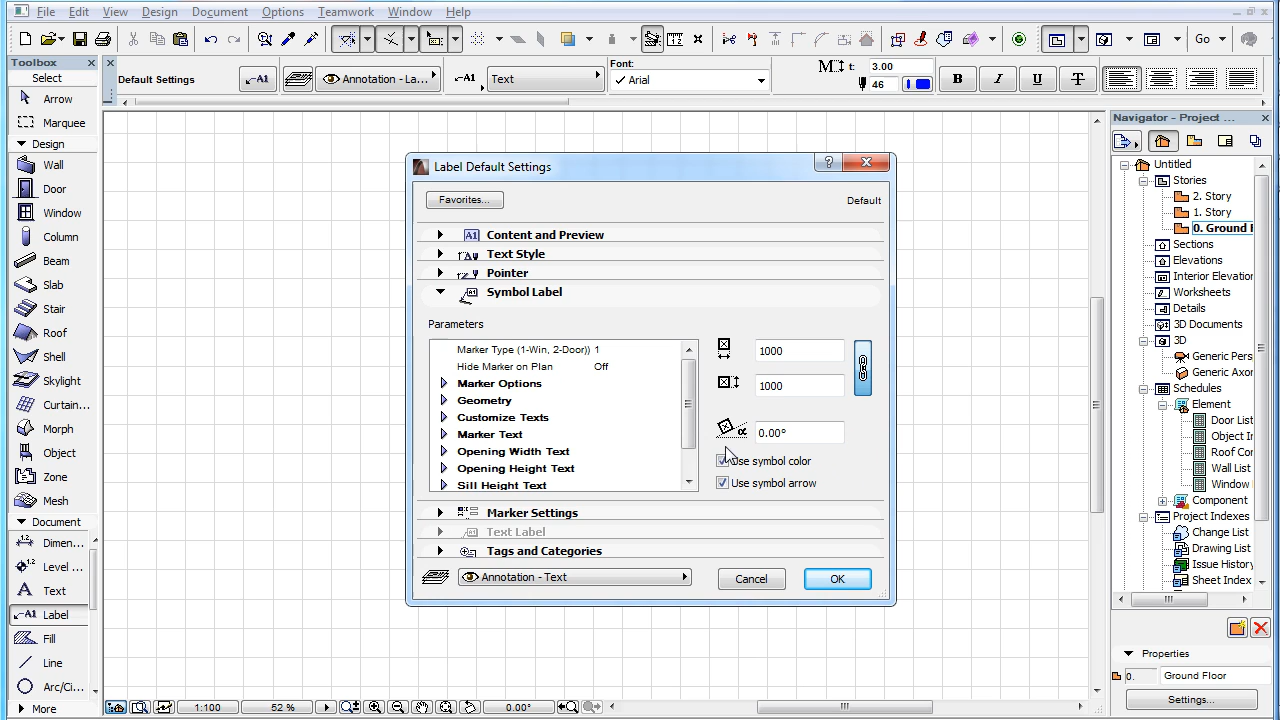 File Edit View Design Document Options Teamwork Window Help
Go
Toolbox
Select
Arrow
Marquee
Design
Wall
Door
Window
Column
Beam
Slab
Stair
Roof
Shell
Skylight
Curtain...
Morph
Object
Zone
Mesh
Document
Dimen...
Level ...
Text
A1 Label
Fill
Line
Arc/Ci...
More
Default Settings
A1
Annotation - La...
A1
Text
Font:
Arial
M t: 3.00
46
B I U T
Label Default Settings
?
Favorites...
Default
A1 Content and Preview
Text Style
Pointer
Symbol Label
Parameters
Marker Type (1-Win, 2-Door)) 1
Hide Marker on Plan Off
Marker Options
Geometry
Customize Texts
Marker Text
Opening Width Text
Opening Height Text
Sill Height Text
1000
1000
α 0.00°
Use symbol color
Use symbol arrow
Marker Settings
Text Label
Tags and Categories
Annotation - Text
Cancel
OK
1:100
52 %
0.00°
Navigator - Project ...
Untitled
Stories
2. Story
1. Story
0. Ground
Sections
Elevations
Interior Elevation
Worksheets
Details
3D Documents
3D
Generic Pers
Generic Axor
Schedules
Element
Door List
Object In
Roof Cor
Wall List
Window
Component
Project Indexes
Change List
Drawing List
Issue History
Sheet Index
Properties
0. Ground Floor
Settings...